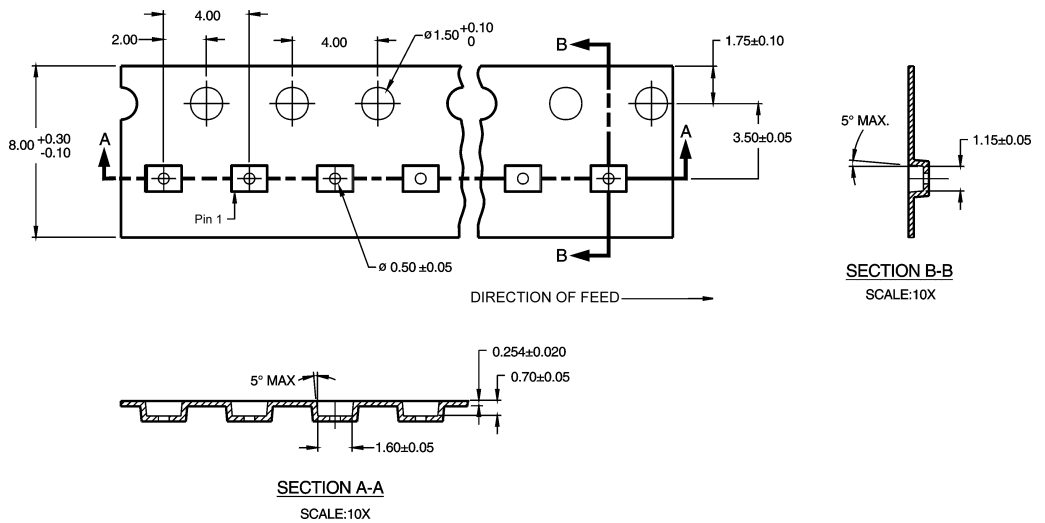 4.00
2.00
4.00
ø1.50 +0.10
0
B
1.75±0.10
8.00 +0.30
-0.10
A
A
3.50±0.05
5° MAX.
1.15±0.05
Pin 1
B
ø 0.50 ±0.05
SECTION B-B
SCALE:10X
DIRECTION OF FEED
0.254±0.020
5° MAX
0.70±0.05
1.60±0.05
SECTION A-A
SCALE:10X